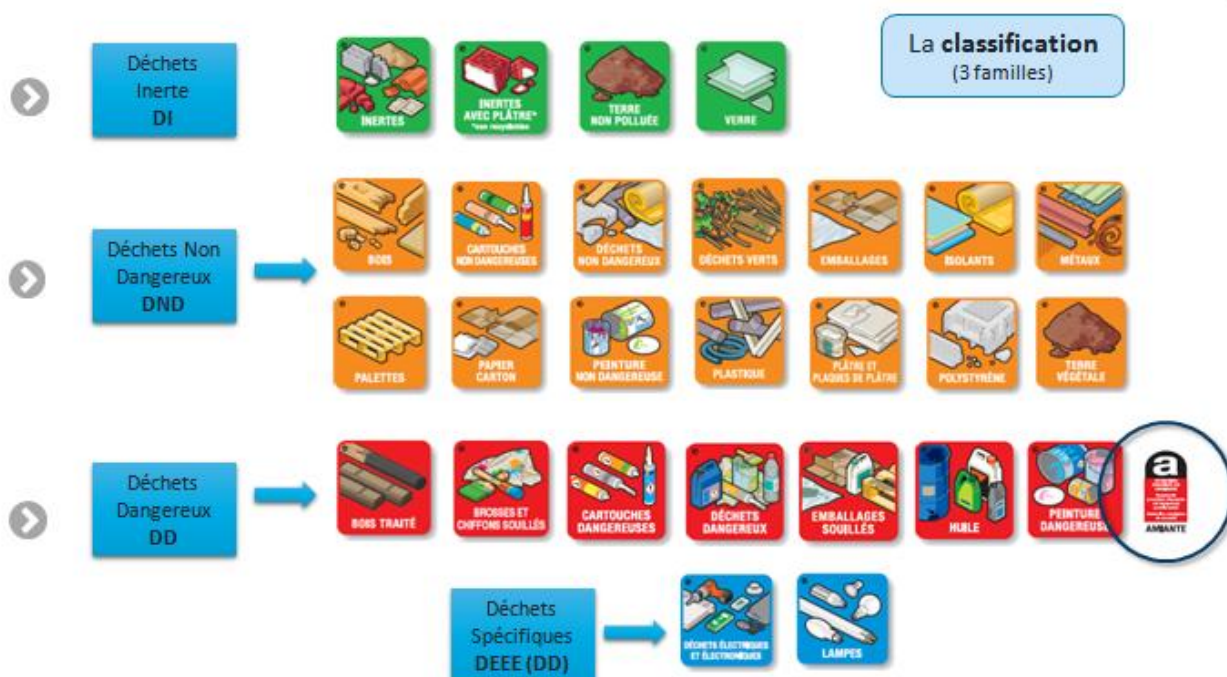 La classification
(3 familles)
Déchets
Inerte
DI
INERTES
INERTES
AVEC PLÂTRE*
*non recyclables
TERRE
NON POLLUÉE
VERRE
Déchets Non
Dangereux
DND
BOIS
CARTOUCHES
NON DANGEREUSES
DÉCHETS
NON DANGEREUX
DÉCHETS VERTS
EMBALLAGES
ISOLANTS
MÉTAUX
PALETTES
PAPIER
CARTON
PEINTURE
NON DANGEREUSE
PLASTIQUE
PLÂTRE ET
PLAQUES DE PLÂTRE
POLYSTYRÈNE
TERRE
VÉGÉTALE
Déchets
Dangereux
DD
BOIS TRAITÉ
BROSSES ET
CHIFFONS SOUILLÉS
CARTOUCHES
DANGEREUSES
DÉCHETS
DANGEREUX
EMBALLAGES
SOUILLÉS
HUILE
PEINTURE
DANGEREUSE
a
AMIANTE
Déchets
Spécifiques
DEEE (DD)
DÉCHETS ÉLECTRIQUES
ET ÉLECTRONIQUES
LAMPES